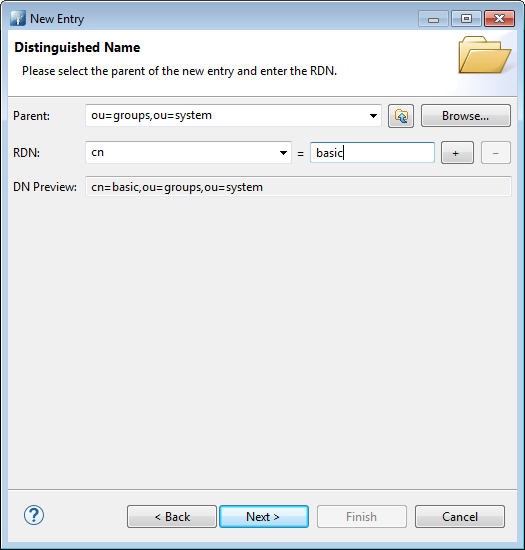 New Entry
Distinguished Name
Please select the parent of the new entry and enter the RDN.
Parent: ou=groups,ou=system Browse...
RDN: cn = basic + -
DN Preview: cn=basic,ou=groups,ou=system
? < Back Next > Finish Cancel